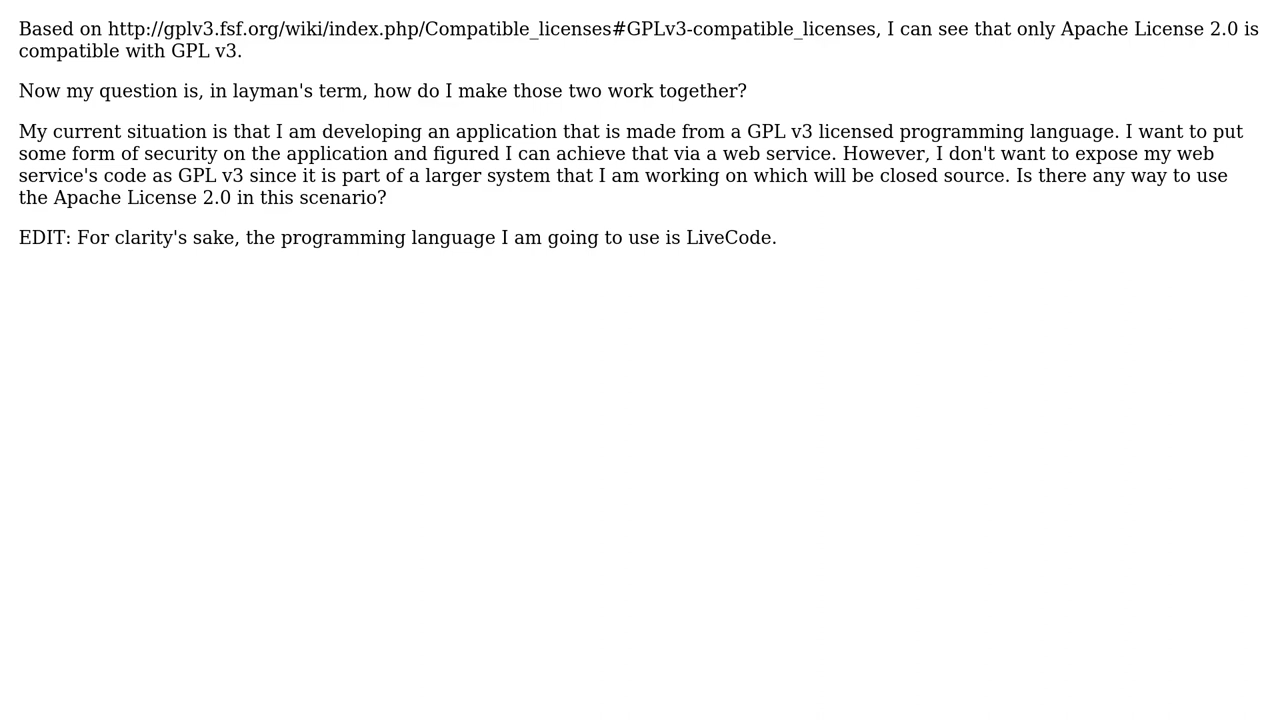 Based on http://gplv3.fsf.org/wiki/index.php/Compatible_licenses#GPLv3-compatible_licenses, I can see that only Apache License 2.0 is
compatible with GPL v3.
Now my question is, in layman's term, how do I make those two work together?
My current situation is that I am developing an application that is made from a GPL v3 licensed programming language. I want to put
some form of security on the application and figured I can achieve that via a web service. However, I don't want to expose my web
service's code as GPL v3 since it is part of a larger system that I am working on which will be closed source. Is there any way to use
the Apache License 2.0 in this scenario?
EDIT: For clarity's sake, the programming language I am going to use is LiveCode.